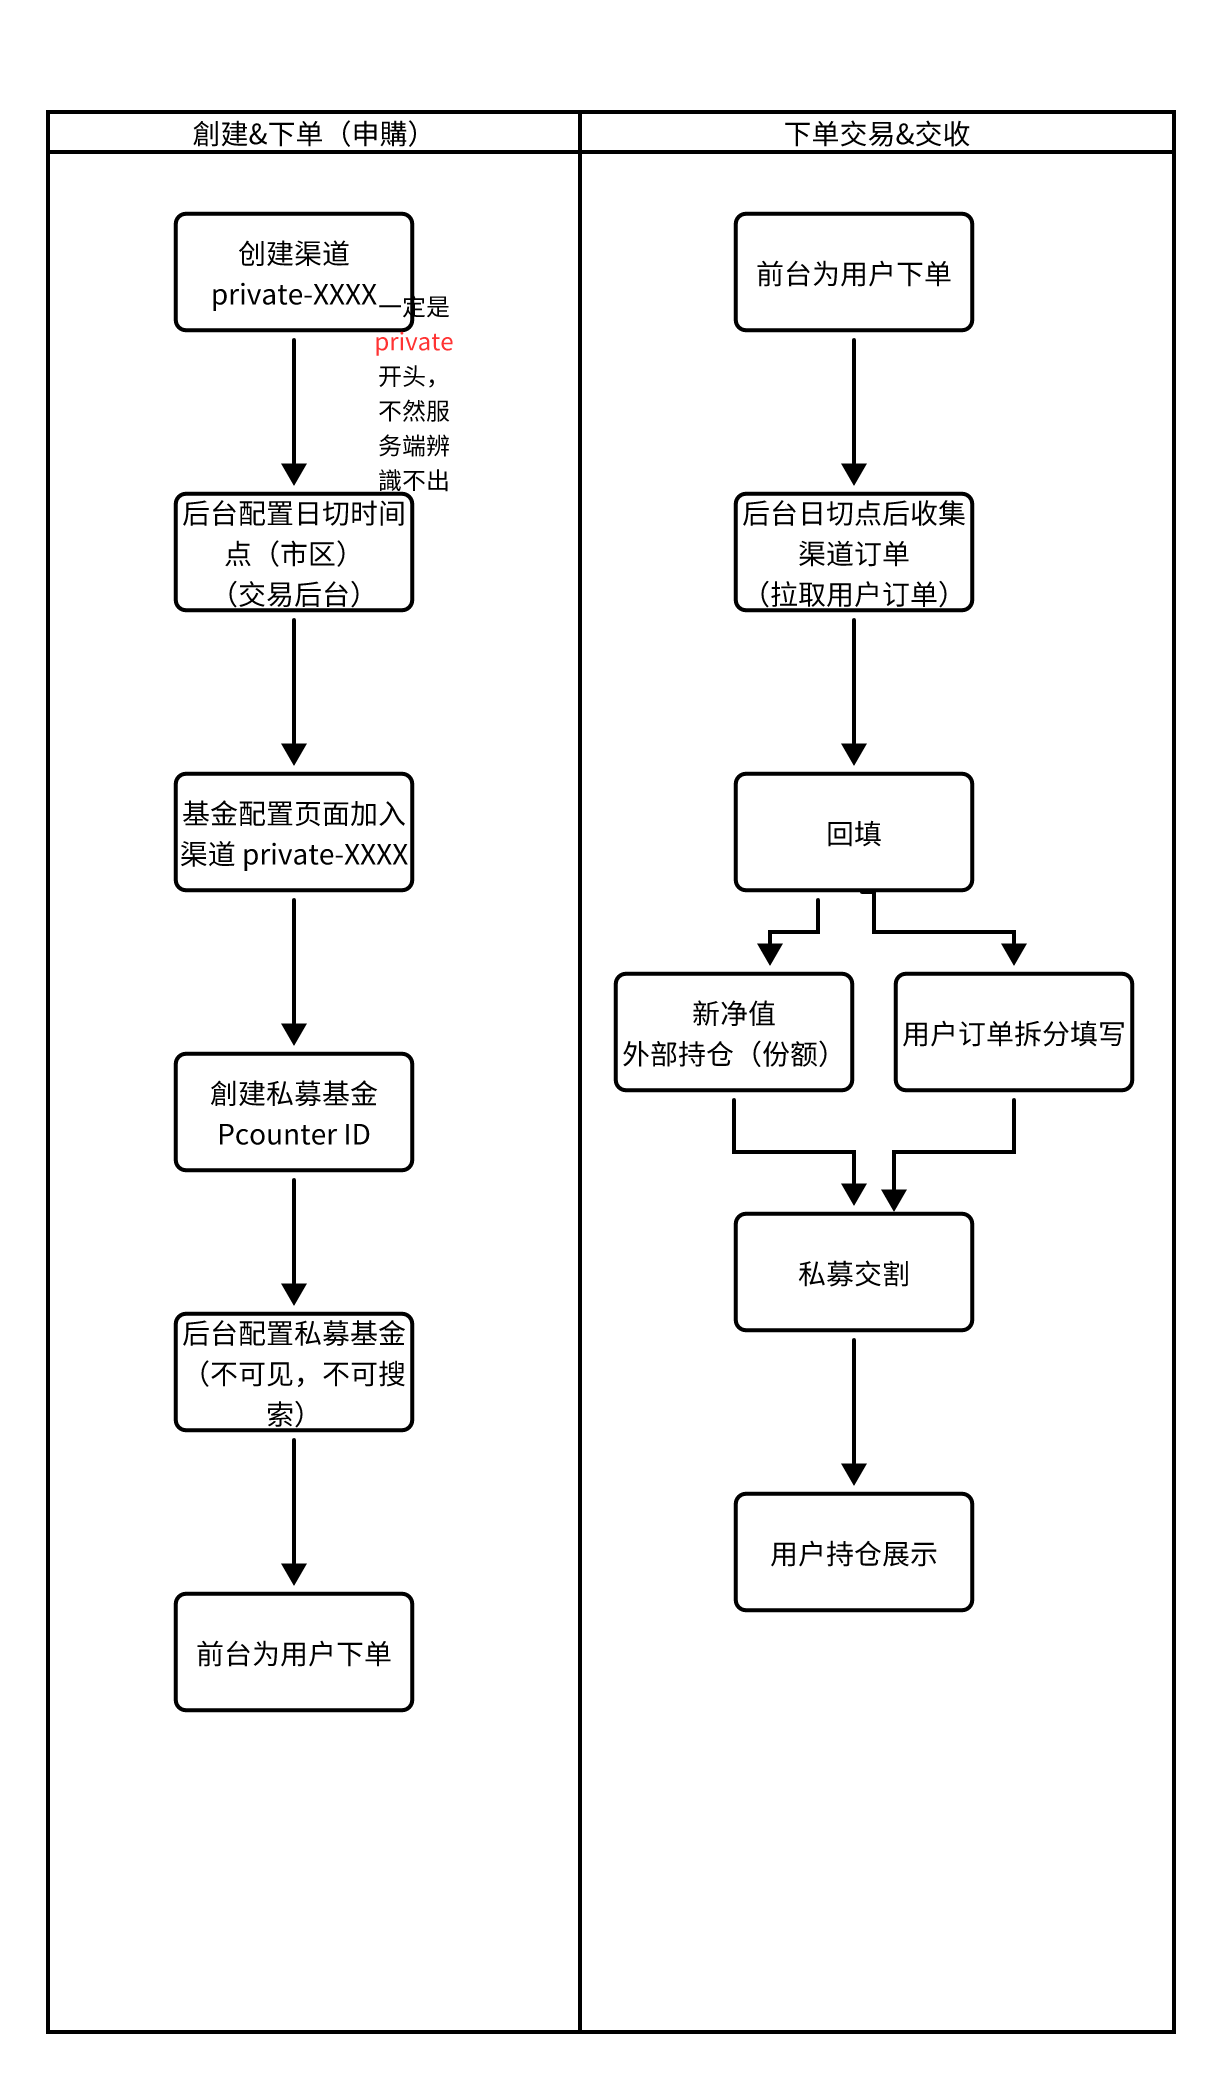 創建&下单（申購）
下单交易&交收
创建渠道
private-XXXX
一定是
private
开头，
不然服
务端辨
識不出
后台配置日切时间
点（市区）
（交易后台）
基金配置页面加入
渠道 private-XXXX
創建私募基金
Pcounter ID
后台配置私募基金
（不可见，不可搜
索）
前台为用户下单
前台为用户下单
后台日切点后收集
渠道订单
（拉取用户订单）
回填
新净值
外部持仓（份额）
用户订单拆分填写
私募交割
用户持仓展示